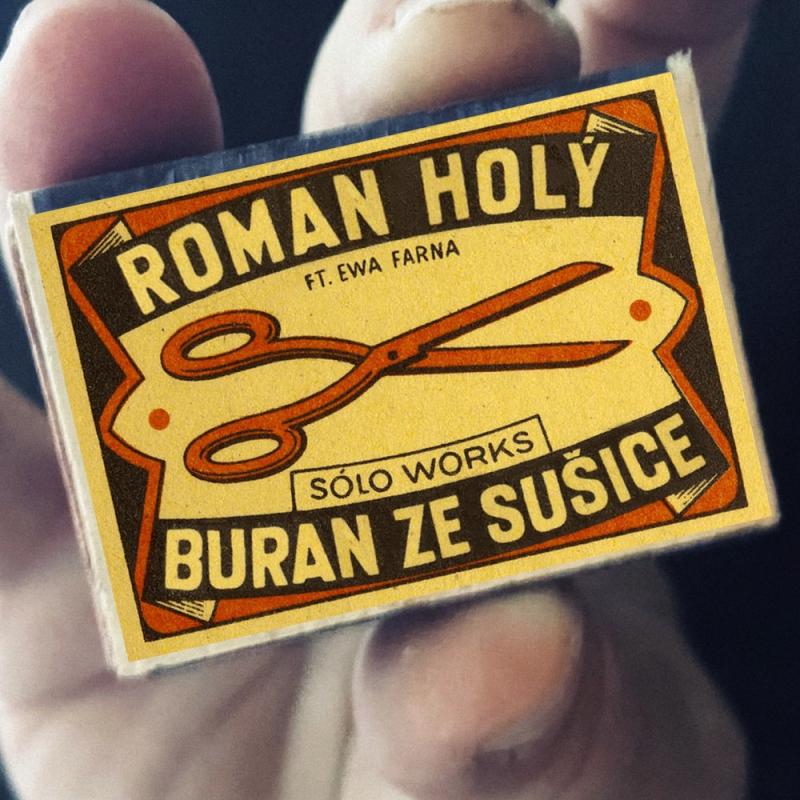 ROMAN HOLÝ
FT. EWA FARNA
SÓLO WORKS
BURAN ZE SUŠICE